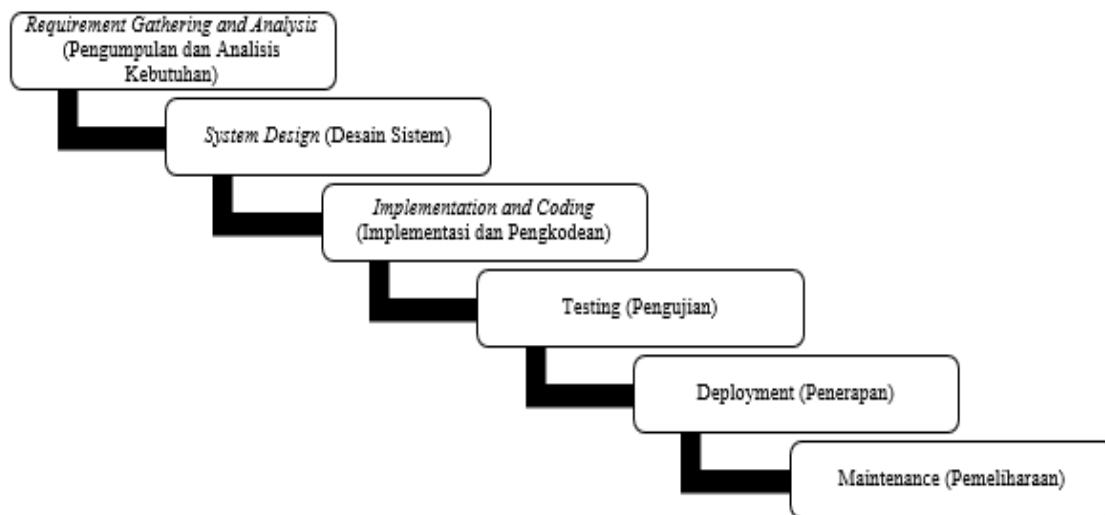 Requirement Gathering and Analysis
(Pengumpulan dan Analisis
Kebutuhan)
System Design (Desain Sistem)
Implementation and Coding
(Implementasi dan Pengkodean)
Testing (Pengujian)
Deployment (Penerapan)
Maintenance (Pemeliharaan)